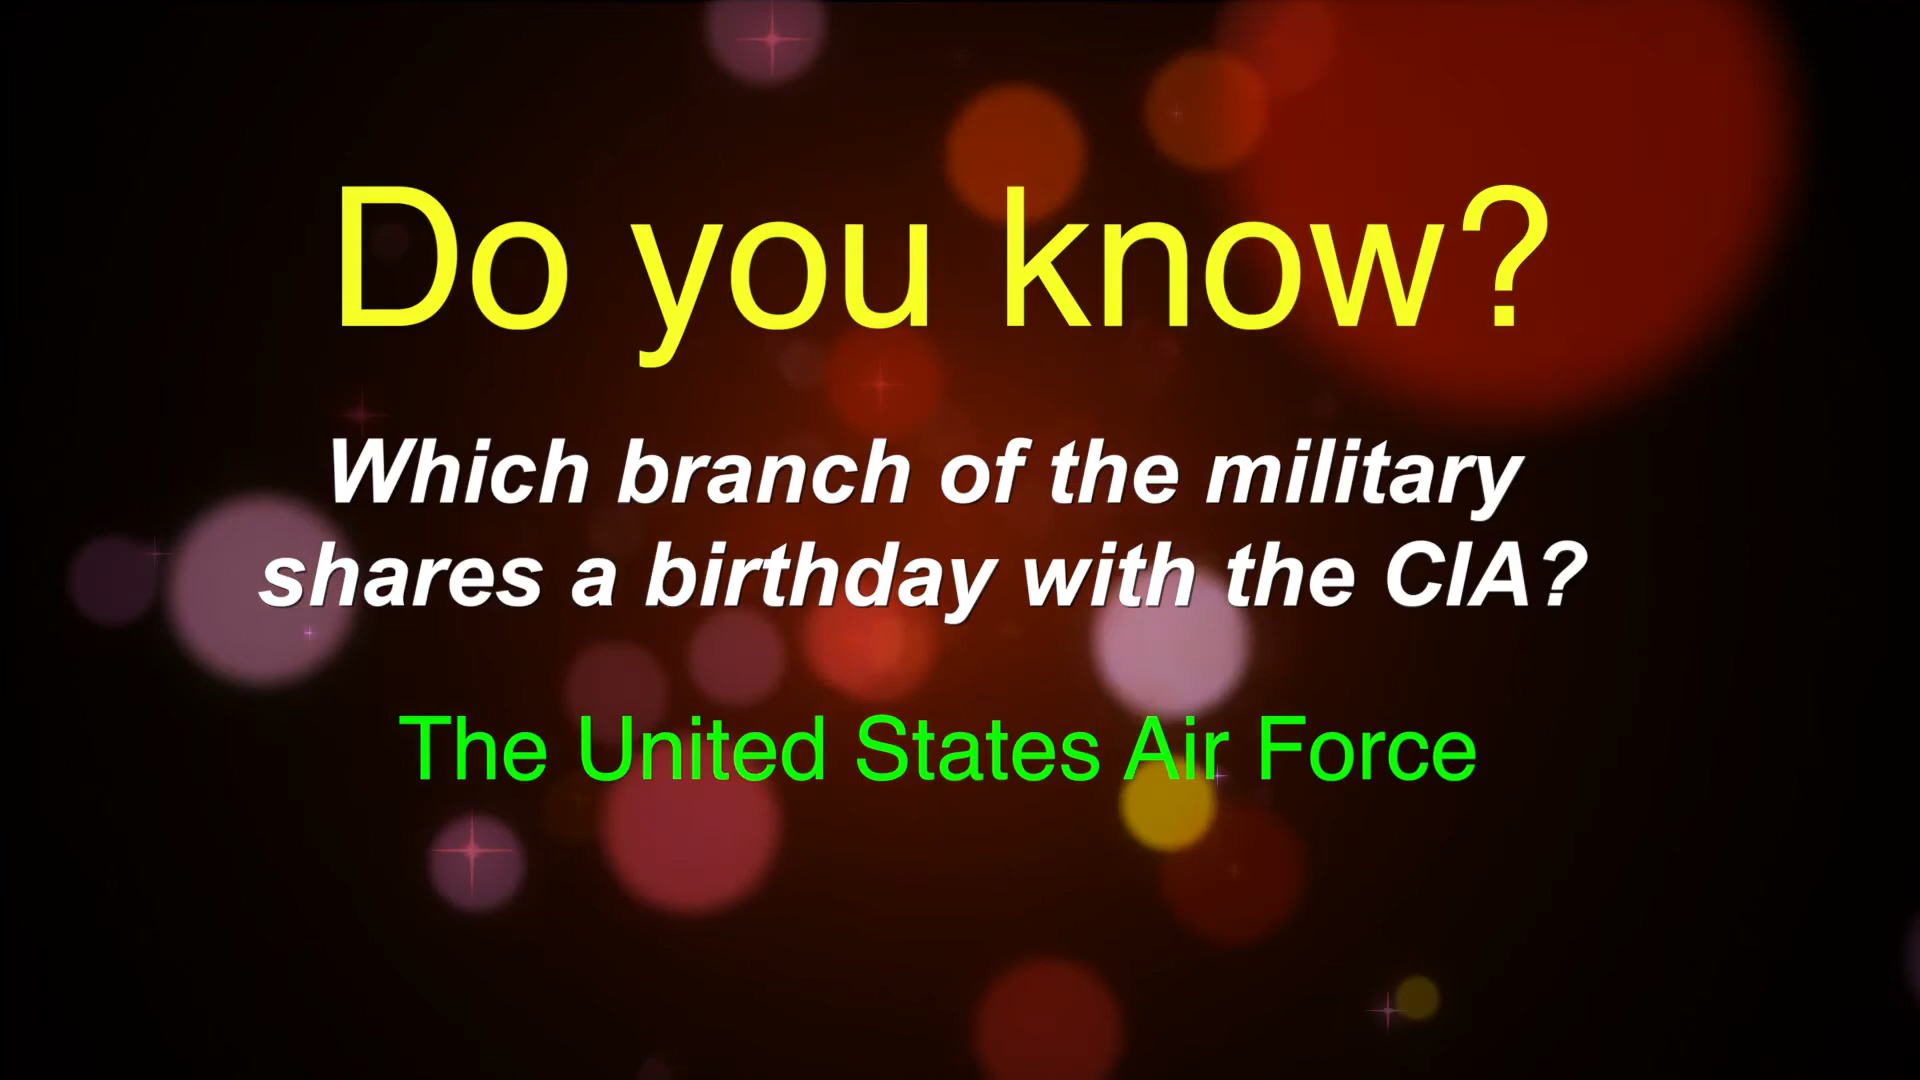 Do you know?
Which branch of the military
shares a birthday with the CIA?
The United States Air Force